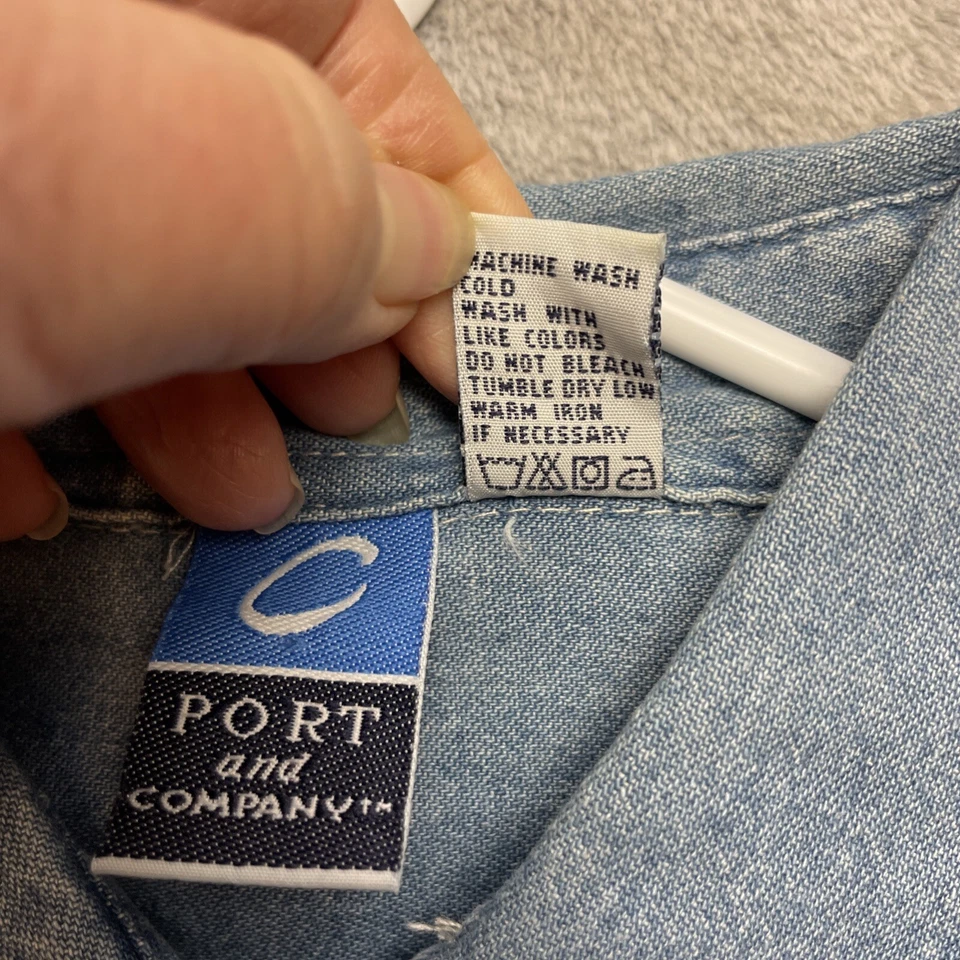 MACHINE WASH
COLD
WASH WITH
LIKE COLORS
DO NOT BLEACH
TUMBLE DRY LOW
WARM IRON
IF NECESSARY
C
PORT
and
COMPANY™